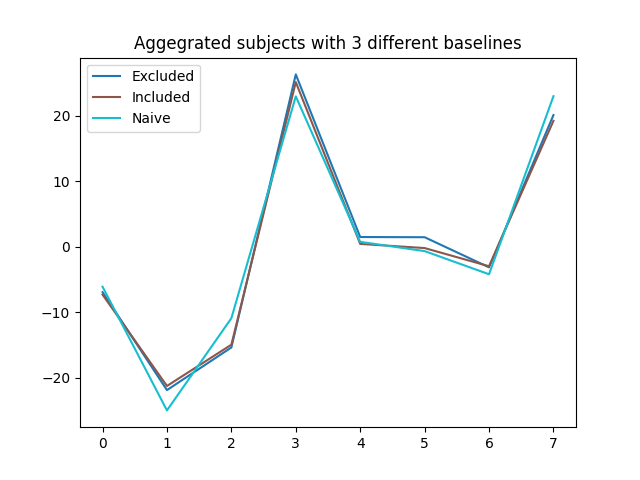 Aggegrated subjects with 3 different baselines
Excluded
Included
Naive
20
10
0
−10
−20
0 1 2 3 4 5 6 7